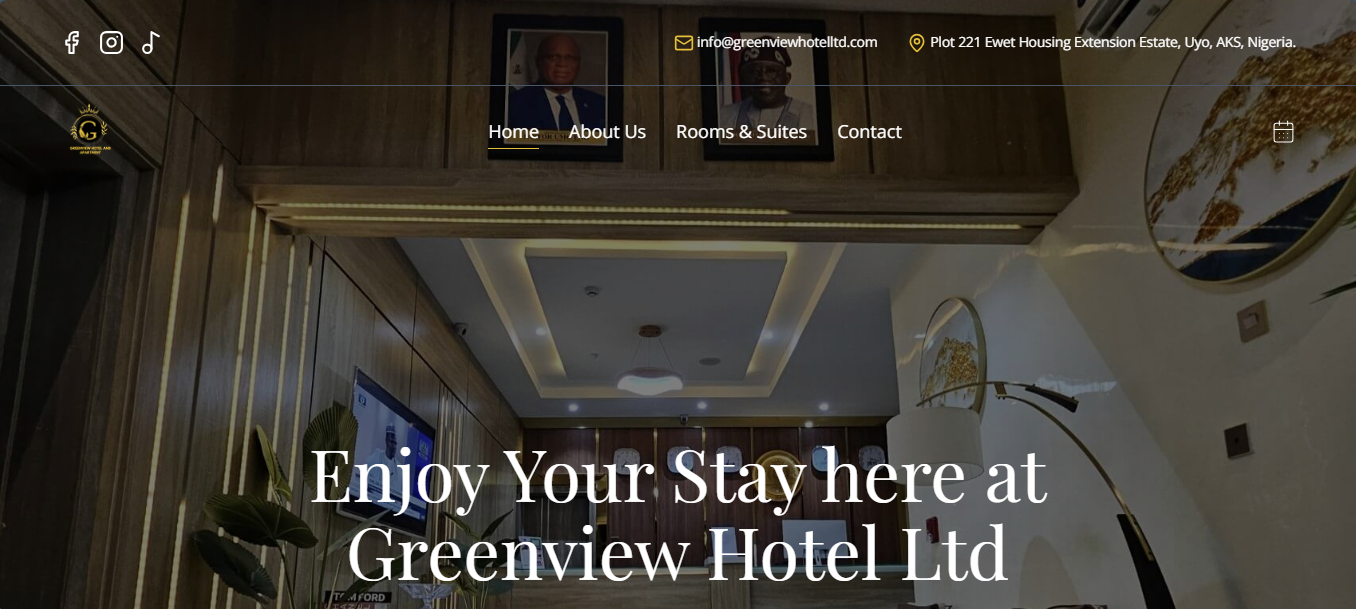 info@greenviewhotelltd.com Plot 221 Ewet Housing Extension Estate, Uyo, AKS, Nigeria.
G
GREENVIEW HOTEL AND
APARTMENT
Home About Us Rooms & Suites Contact
Enjoy Your Stay here at
Greenview Hotel Ltd
TOM FORD